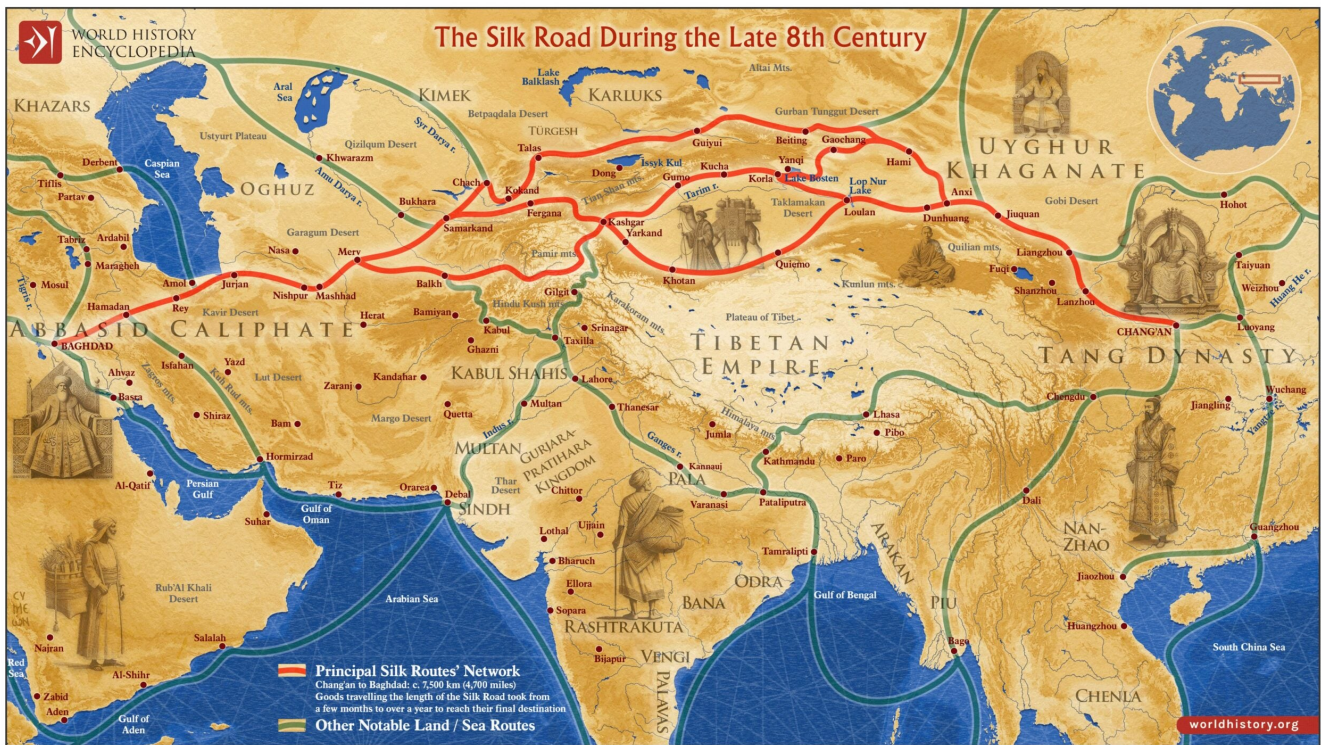 WORLD HISTORY
ENCYCLOPEDIA
The Silk Road During the Late 8th Century
KHAZARS
Aral
Sea
KIMEK
Lake
Balklash
KARLUKS
Altai Mts.
Betpaqdala Desert
Gurban Tunggut Desert
Ustyurt Plateau
Qizilqum Desert
Syr Darya r.
TÜRGESH
Guiyui
Beiting
Gaochang
UYGHUR
KHAGANATE
Derbent
Caspian
Sea
Khwarazm
Talas
Issyk Kul
Dong
Kucha
Yanqi
Hami
Tiflis
Partav
OGHUZ
Amu Darya r.
Chach
Kokand
Tian Shan mts.
Gumo
Tarim r.
Korla
Lake Bosten
Lop Nur
Lake
Anxi
Gobi Desert
Hohot
Bukhara
Samarkand
Fergana
Kashgar
Taklamakan
Desert
Loulan
Dunhuang
Jiuquan
Tabriz
Ardabil
Maragheh
Nasa
Garagum Desert
Merv
Yarkand
Pamir mts.
Quilian mts.
Liangzhou
Taiyuan
Mosul
Tigris r.
Amol
Jurjan
Nishpur
Mashhad
Balkh
Gilgit
Khotan
Quiemo
Kumlun mts.
Fuqi
Shanzhou
Lanzhou
Weizhou
Huang He r.
Hamadan
Rey
Kavir Desert
Herat
Bamiyan
Hindu Kush mts.
Kabul
Karakoram mts.
Srinagar
Plateau of Tibet
CHANG'AN
Luoyang
ABBASID CALIPHATE
BAGHDAD
Ghazni
Taxilla
TIBETAN
EMPIRE
TANG DYNASTY
Isfahan
Yazd
Lut Desert
Zaranj
Kandahar
KABUL SHAHIS
Lahore
Ahvaz
Basra
Zagros mts.
Kuh Rud mts.
Shiraz
Bam
Margo Desert
Quetta
Multan
Indus r.
Thanesar
Himalaya mts.
Jumla
Lhasa
Pibo
Chengdu
Jiangling
Wuchang
Yangtze r.
Hormirzad
MULTAN
GURJARA-
PRATIHARA
KINGDOM
Ganges r.
Kannauj
Kathmandu
Paro
Al-Qatif
Persian
Gulf
Tiz
Orarea
Debal
SINDH
Thar
Desert
Chittor
PALA
Varanasi
Pataliputra
Dali
Suhar
Gulf of
Oman
Lothal
Ujjain
Tamralipti
ARAKAN
NAN-
ZHAO
Guangzhou
Rub'Al Khali
Desert
Arabian Sea
Bharuch
Ellora
Sopara
ODRA
BANA
Gulf of Bengal
PIU
Jiaozhou
CY
ME
ON
Najran
Salalah
RASHTRAKUTA
Bijapur
VENGI
PALAVAS
Bago
Huangzhou
South China Sea
Red
Sea
Al-Shihr
Zabid
Aden
Gulf of
Aden
CHENLA
Principal Silk Routes' Network
Chang'an to Baghdad: c. 7,500 km (4,700 miles)
Goods travelling the length of the Silk Road took from
a few months to over a year to reach their final destination
Other Notable Land / Sea Routes
worldhistory.org